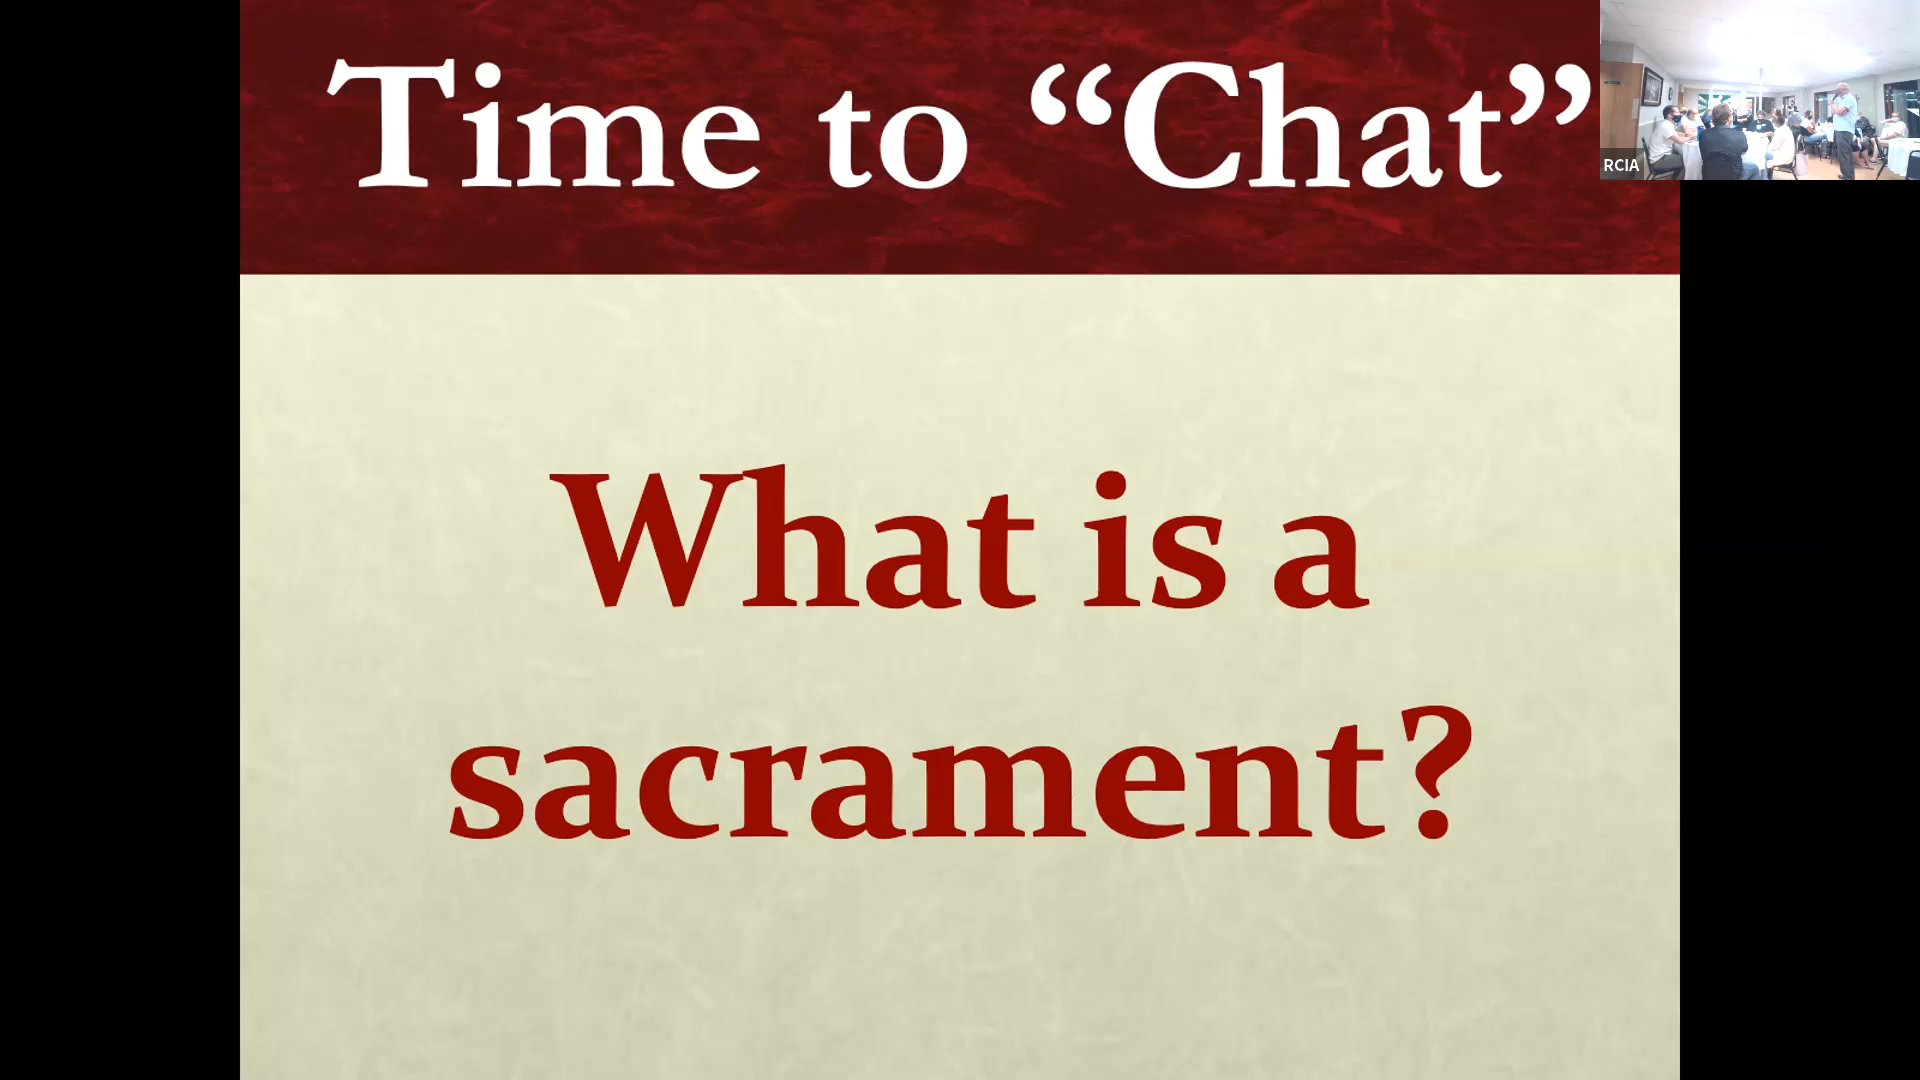 Time to “Chat”
RCIA
What is a
sacrament?